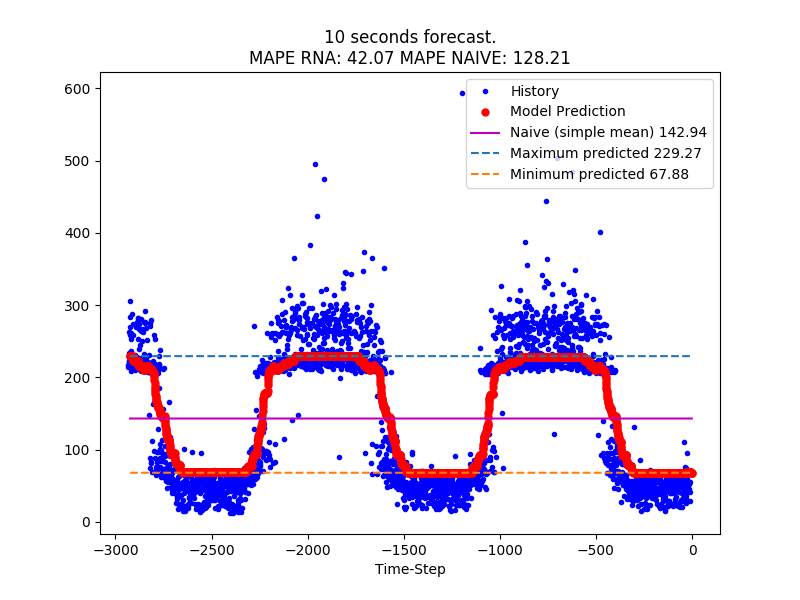 10 seconds forecast.
MAPE RNA: 42.07 MAPE NAIVE: 128.21
History
Model Prediction
Naive (simple mean) 142.94
Maximum predicted 229.27
Minimum predicted 67.88
600
500
400
300
200
100
0
−3000 −2500 −2000 −1500 −1000 −500 0
Time-Step